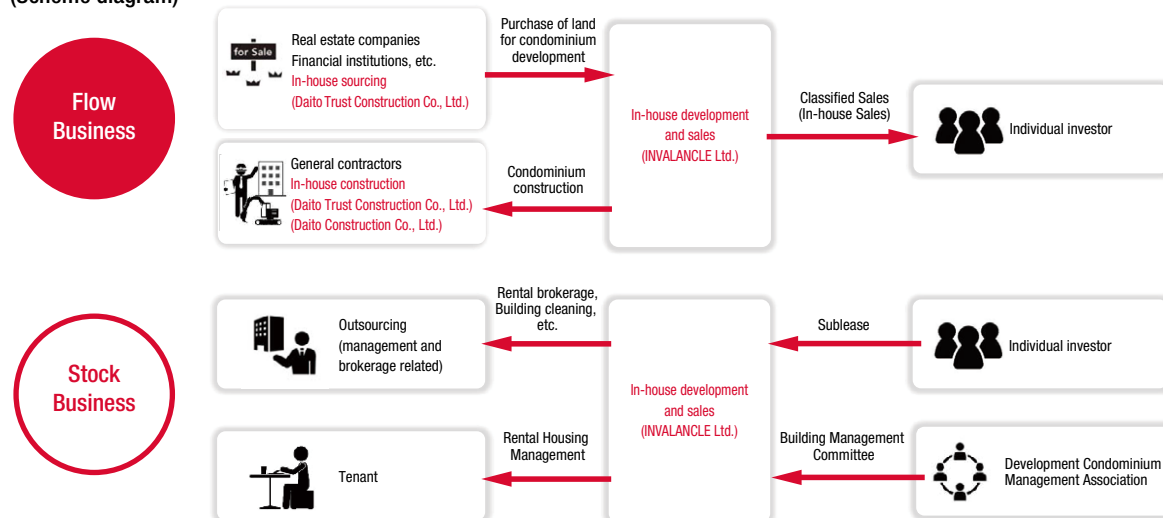 (Scheme diagram)
Flow
Business
for Sale
Real estate companies
Financial institutions, etc.
In-house sourcing
(Daito Trust Construction Co., Ltd.)
Purchase of land
for condominium
development
General contractors
In-house construction
(Daito Trust Construction Co., Ltd.)
(Daito Construction Co., Ltd.)
Condominium
construction
In-house development
and sales
(INVALANCLE Ltd.)
Classified Sales
(In-house Sales)
Individual investor
Stock
Business
Outsourcing
(management and
brokerage related)
Rental brokerage,
Building cleaning,
etc.
Tenant
Rental Housing
Management
In-house development
and sales
(INVALANCLE Ltd.)
Sublease
Individual investor
Building Management
Committee
Development Condominium
Management Association